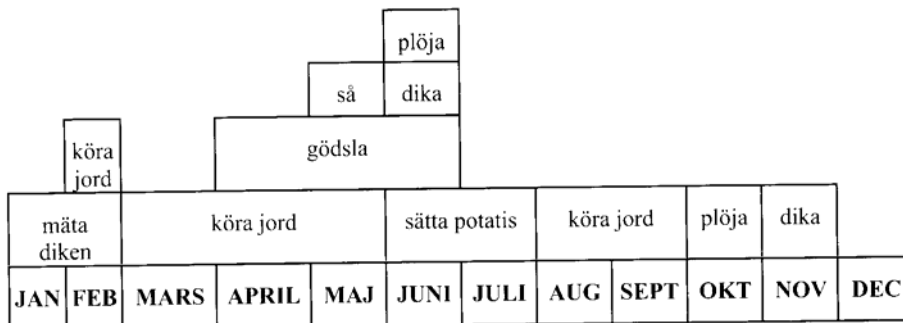 plöja
så dika
köra
jord
gödsla
mäta
diken
köra jord sätta potatis köra jord plöja dika
JAN FEB MARS APRIL MAJ JUNI JULI AUG SEPT OKT NOV DEC